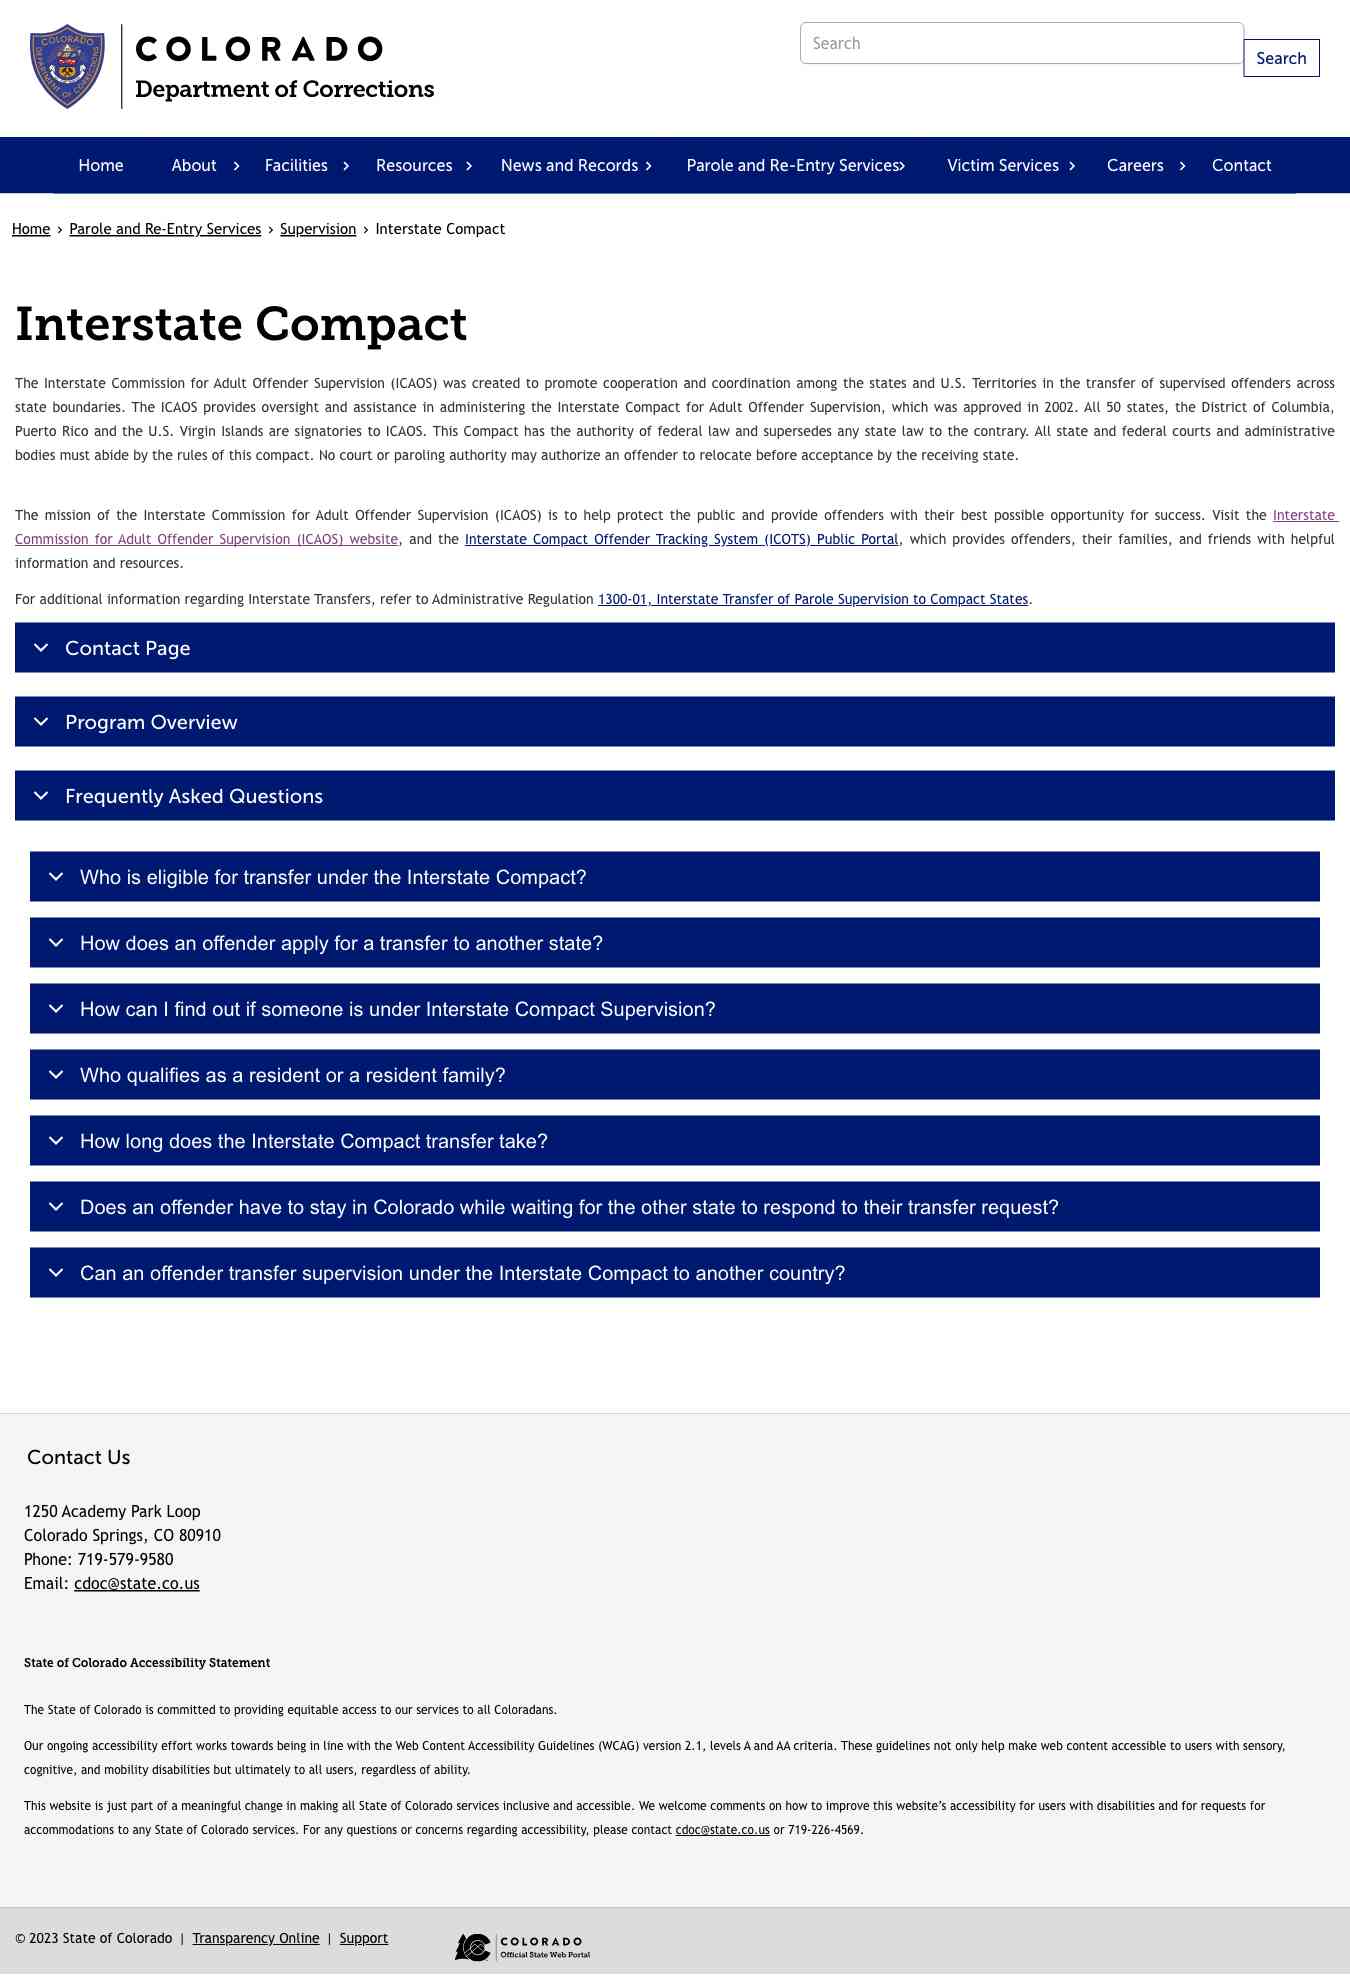 COLORADO
Department of Corrections
Search
Search
Home About Facilities Resources News and Records Parole and Re-Entry Services Victim Services Careers Contact
Home › Parole and Re-Entry Services › Supervision › Interstate Compact
Interstate Compact
The Interstate Commission for Adult Offender Supervision (ICAOS) was created to promote cooperation and coordination among the states and U.S. Territories in the transfer of supervised offenders across
state boundaries. The ICAOS provides oversight and assistance in administering the Interstate Compact for Adult Offender Supervision, which was approved in 2002. All 50 states, the District of Columbia,
Puerto Rico and the U.S. Virgin Islands are signatories to ICAOS. This Compact has the authority of federal law and supersedes any state law to the contrary. All state and federal courts and administrative
bodies must abide by the rules of this compact. No court or paroling authority may authorize an offender to relocate before acceptance by the receiving state.
The mission of the Interstate Commission for Adult Offender Supervision (ICAOS) is to help protect the public and provide offenders with their best possible opportunity for success. Visit the Interstate
Commission for Adult Offender Supervision (ICAOS) website, and the Interstate Compact Offender Tracking System (ICOTS) Public Portal, which provides offenders, their families, and friends with helpful
information and resources.
For additional information regarding Interstate Transfers, refer to Administrative Regulation 1300-01, Interstate Transfer of Parole Supervision to Compact States.
Contact Page
Program Overview
Frequently Asked Questions
Who is eligible for transfer under the Interstate Compact?
How does an offender apply for a transfer to another state?
How can I find out if someone is under Interstate Compact Supervision?
Who qualifies as a resident or a resident family?
How long does the Interstate Compact transfer take?
Does an offender have to stay in Colorado while waiting for the other state to respond to their transfer request?
Can an offender transfer supervision under the Interstate Compact to another country?
Contact Us
1250 Academy Park Loop
Colorado Springs, CO 80910
Phone: 719-579-9580
Email: cdoc@state.co.us
State of Colorado Accessibility Statement
The State of Colorado is committed to providing equitable access to our services to all Coloradans.
Our ongoing accessibility effort works towards being in line with the Web Content Accessibility Guidelines (WCAG) version 2.1, levels A and AA criteria. These guidelines not only help make web content accessible to users with sensory,
cognitive, and mobility disabilities but ultimately to all users, regardless of ability.
This website is just part of a meaningful change in making all State of Colorado services inclusive and accessible. We welcome comments on how to improve this website’s accessibility for users with disabilities and for requests for
accommodations to any State of Colorado services. For any questions or concerns regarding accessibility, please contact cdoc@state.co.us or 719-226-4569.
© 2023 State of Colorado | Transparency Online | Support
COLORADO
Official State Web Portal